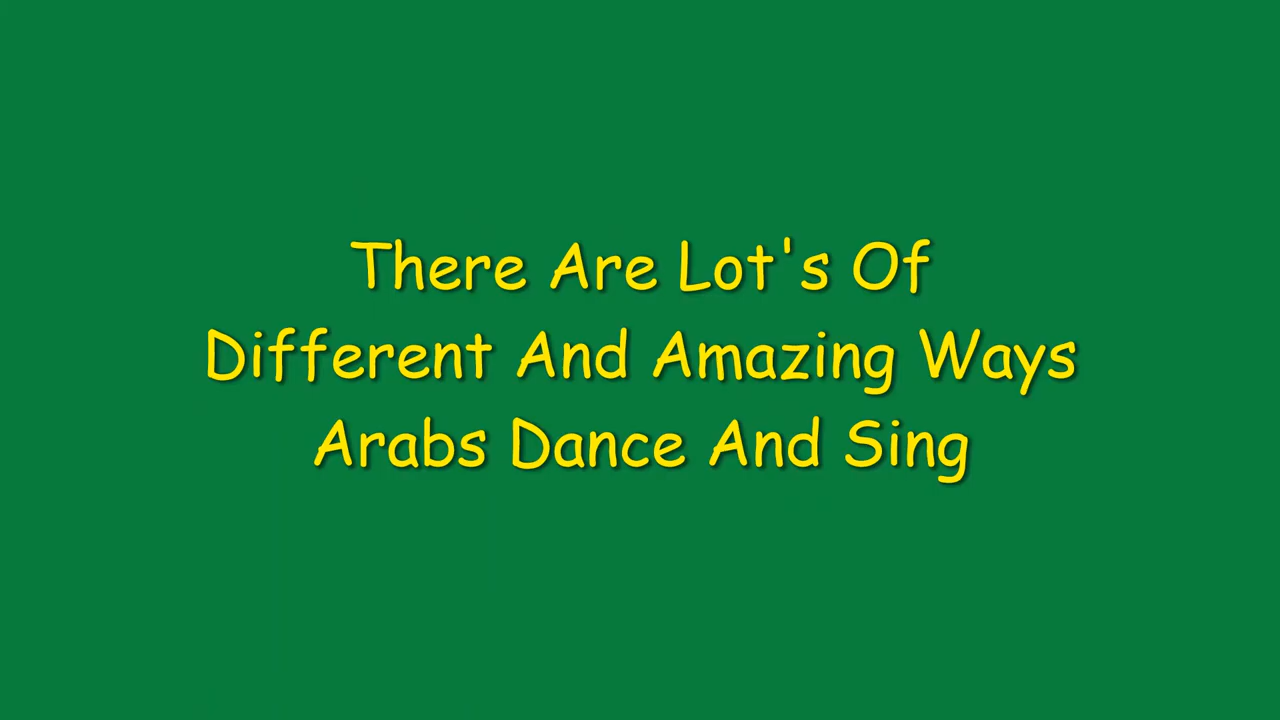 There Are Lot's Of
Different And Amazing Ways
Arabs Dance And Sing